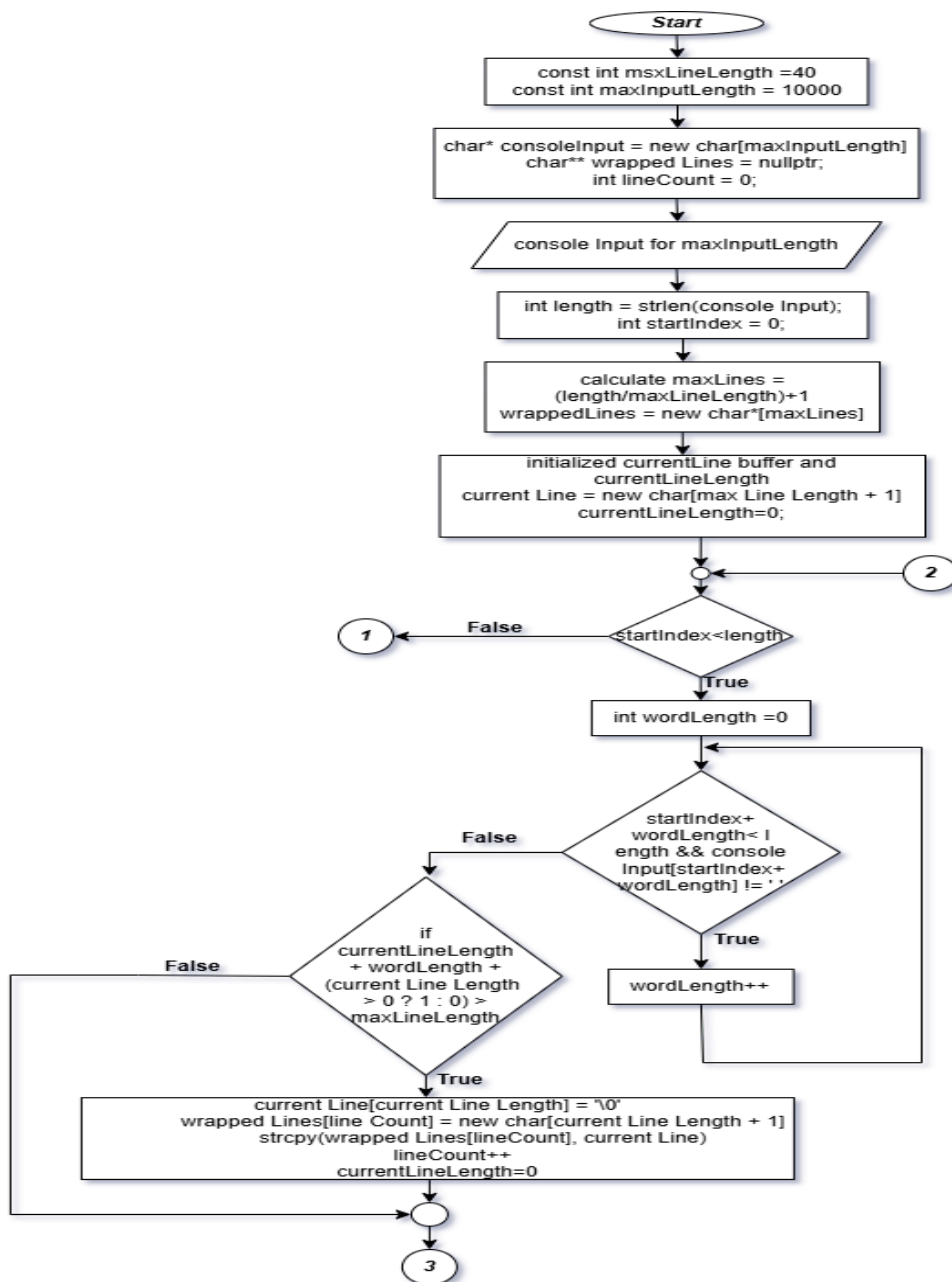 Start
const int msxLineLength =40
const int maxInputLength = 10000
char* consoleInput = new char[maxInputLength]
char** wrapped Lines = nullptr;
int lineCount = 0;
console Input for maxInputLength
int length = strlen(console Input);
int startIndex = 0;
calculate maxLines =
(length/maxLineLength)+1
wrappedLines = new char*[maxLines]
initialized currentLine buffer and
currentLineLength
current Line = new char[max Line Length + 1]
currentLineLength=0;
2
startIndex<length
False
1
True
int wordLength =0
startIndex+
wordLength< l
ength && console
Input[startIndex+
wordLength] != ' '
False
True
wordLength++
if
currentLineLength
+ wordLength +
(current Line Length
> 0 ? 1 : 0) >
maxLineLength
False
True
current Line[current Line Length] = '\0'
wrapped Lines[line Count] = new char[current Line Length + 1]
strcpy(wrapped Lines[lineCount], current Line)
lineCount++
currentLineLength=0
3